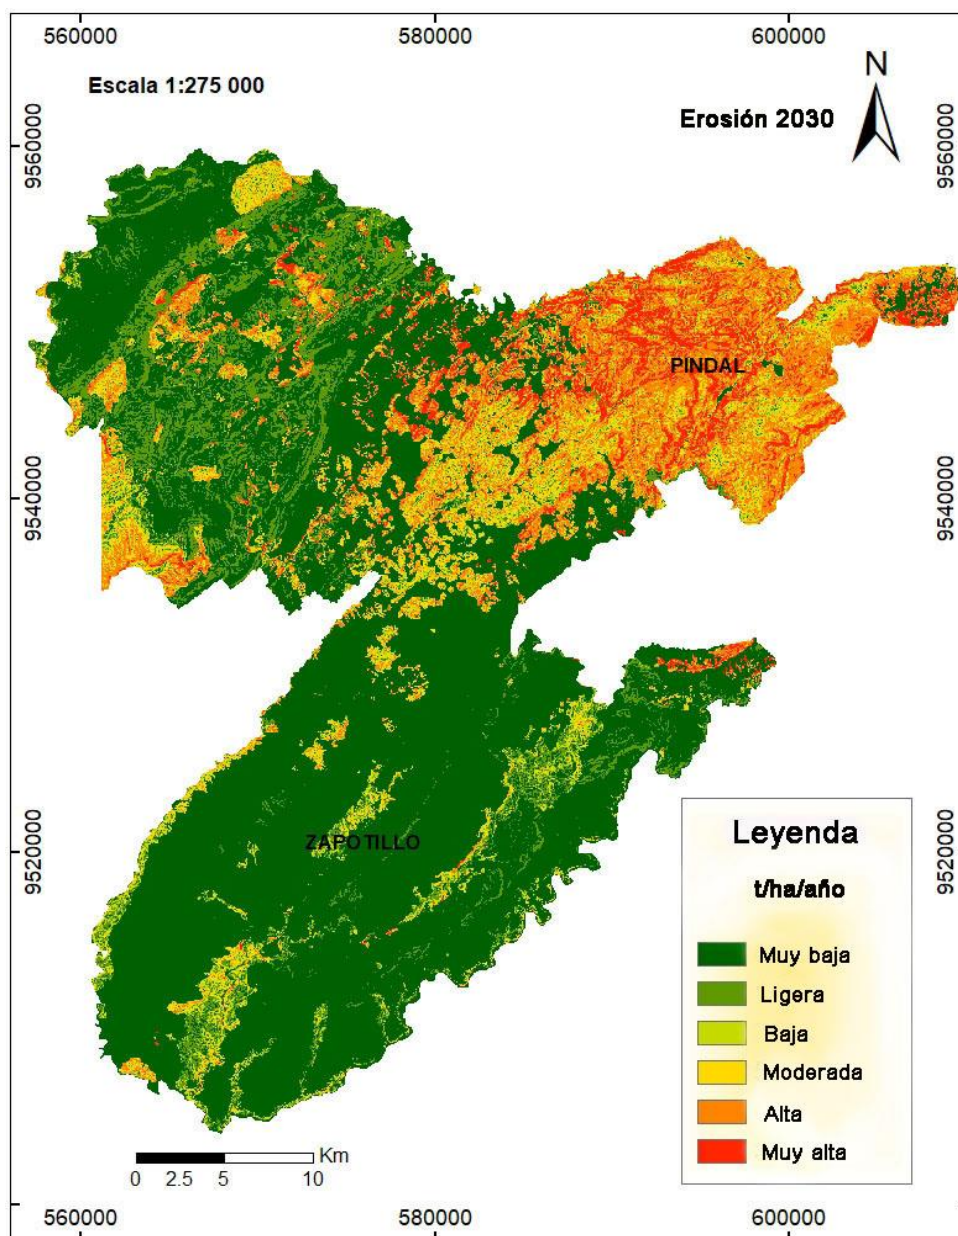 560000 580000 600000
Escala 1:275 000
N
Erosión 2030
9560000 9560000
PINDAL
9540000 9540000
ZAPOTILLO
9520000 9520000
Leyenda
t/ha/año
Muy baja
Ligera
Baja
Moderada
Alta
Muy alta
Km
0 2.5 5 10
560000 580000 600000